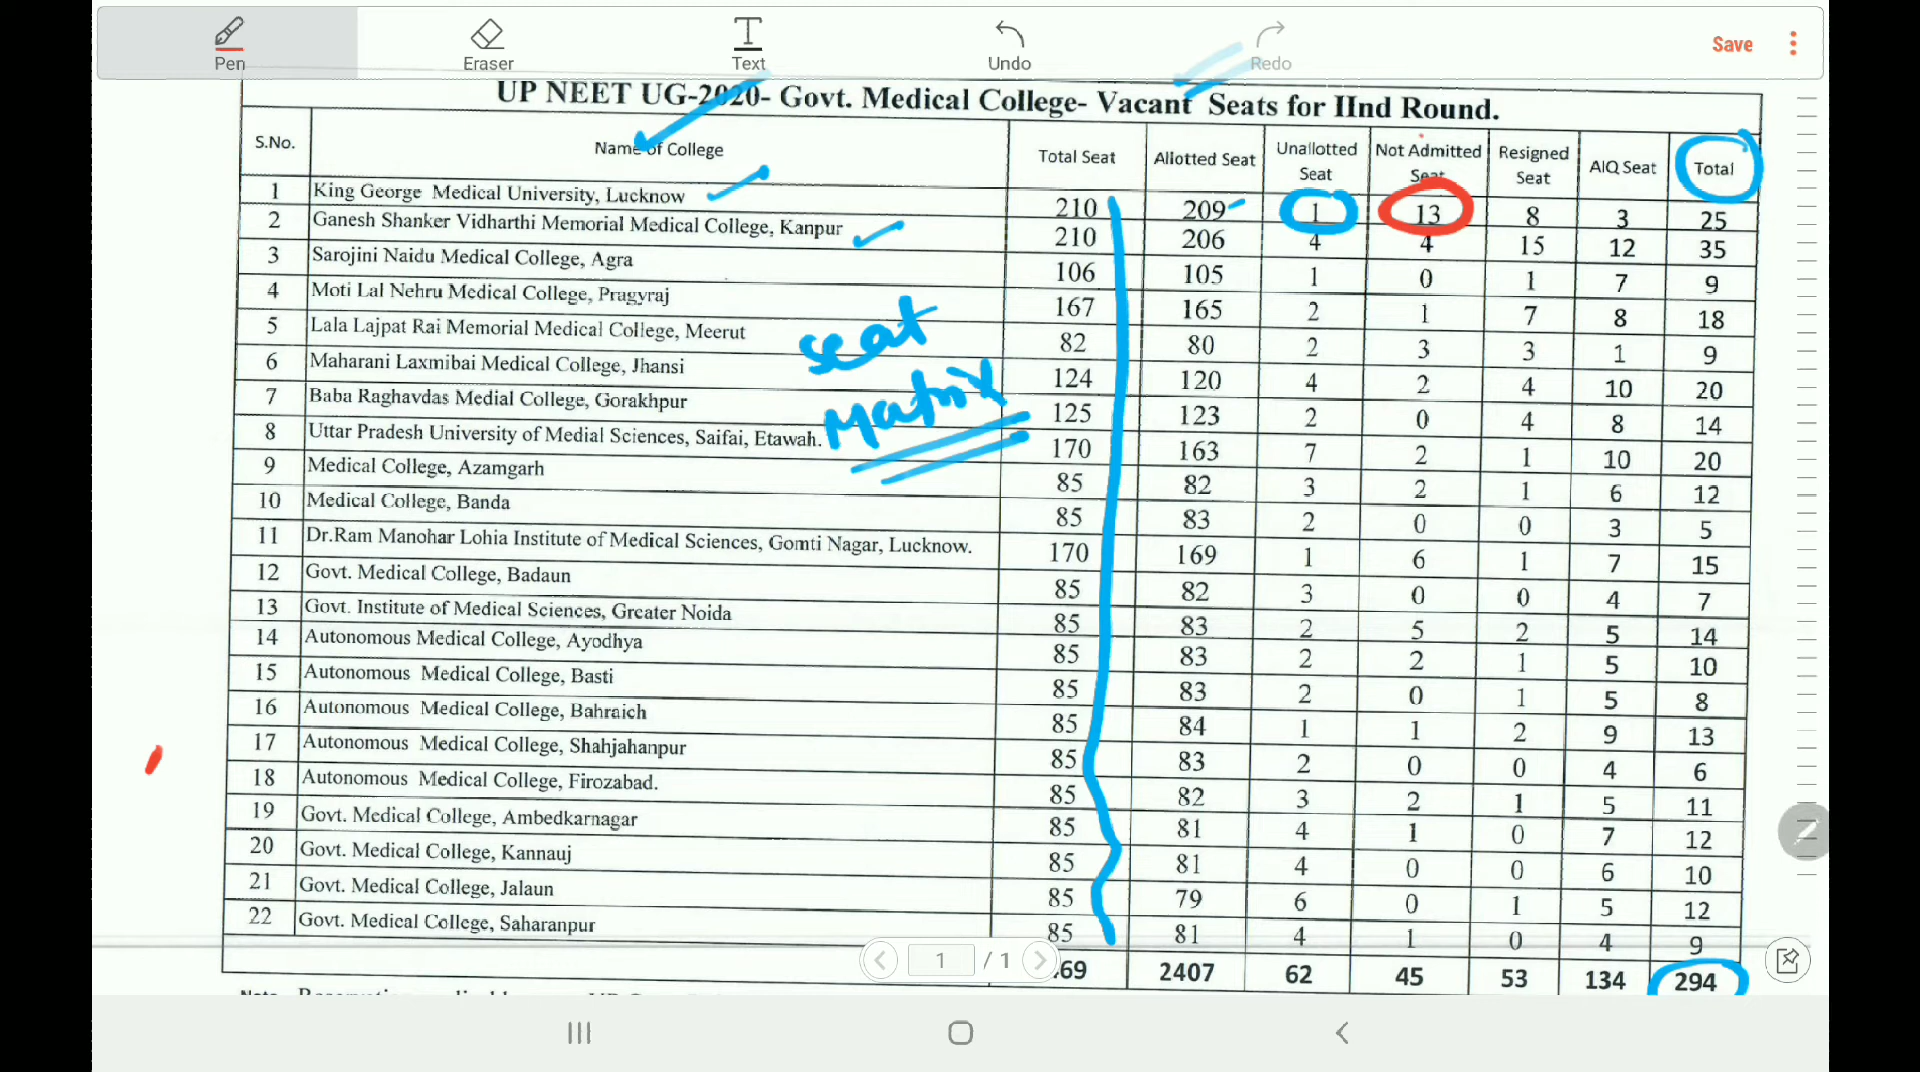 Pen Eraser Text Undo Redo Save
UP NEET UG-2020- Govt. Medical College- Vacant Seats for IInd Round.
S.No. Name of College Total Seat Allotted Seat Unallotted Seat Not Admitted Seat Resigned Seat AIQ Seat Total
1 King George Medical University, Lucknow 210 209 1 13 8 3 25
2 Ganesh Shanker Vidharthi Memorial Medical College, Kanpur 210 206 4 4 15 12 35
3 Sarojini Naidu Medical College, Agra 106 105 1 0 1 7 9
4 Moti Lal Nehru Medical College, Pragyraj 167 165 2 1 7 8 18
5 Lala Lajpat Rai Memorial Medical College, Meerut 82 80 2 3 3 1 9
6 Maharani Laxmibai Medical College, Jhansi 124 120 4 2 4 10 20
7 Baba Raghavdas Medial College, Gorakhpur 125 123 2 0 4 8 14
8 Uttar Pradesh University of Medial Sciences, Saifai, Etawah. 170 163 7 2 1 10 20
9 Medical College, Azamgarh 85 82 3 2 1 6 12
10 Medical College, Banda 85 83 2 0 0 3 5
11 Dr.Ram Manohar Lohia Institute of Medical Sciences, Gomti Nagar, Lucknow. 170 169 1 6 1 7 15
12 Govt. Medical College, Badaun 85 82 3 0 0 4 7
13 Govt. Institute of Medical Sciences, Greater Noida 85 83 2 5 2 5 14
14 Autonomous Medical College, Ayodhya 85 83 2 2 1 5 10
15 Autonomous Medical College, Basti 85 83 2 0 1 5 8
16 Autonomous Medical College, Bahraich 85 84 1 1 2 9 13
17 Autonomous Medical College, Shahjahanpur 85 83 2 0 0 4 6
18 Autonomous Medical College, Firozabad. 85 82 3 2 1 5 11
19 Govt. Medical College, Ambedkarnagar 85 81 4 1 0 7 12
20 Govt. Medical College, Kannauj 85 81 4 0 0 6 10
21 Govt. Medical College, Jalaun 85 79 6 0 1 5 12
22 Govt. Medical College, Saharanpur 85 81 4 1 0 4 9
69 2407 62 45 53 134 294
seat
Matrix
1 / 1